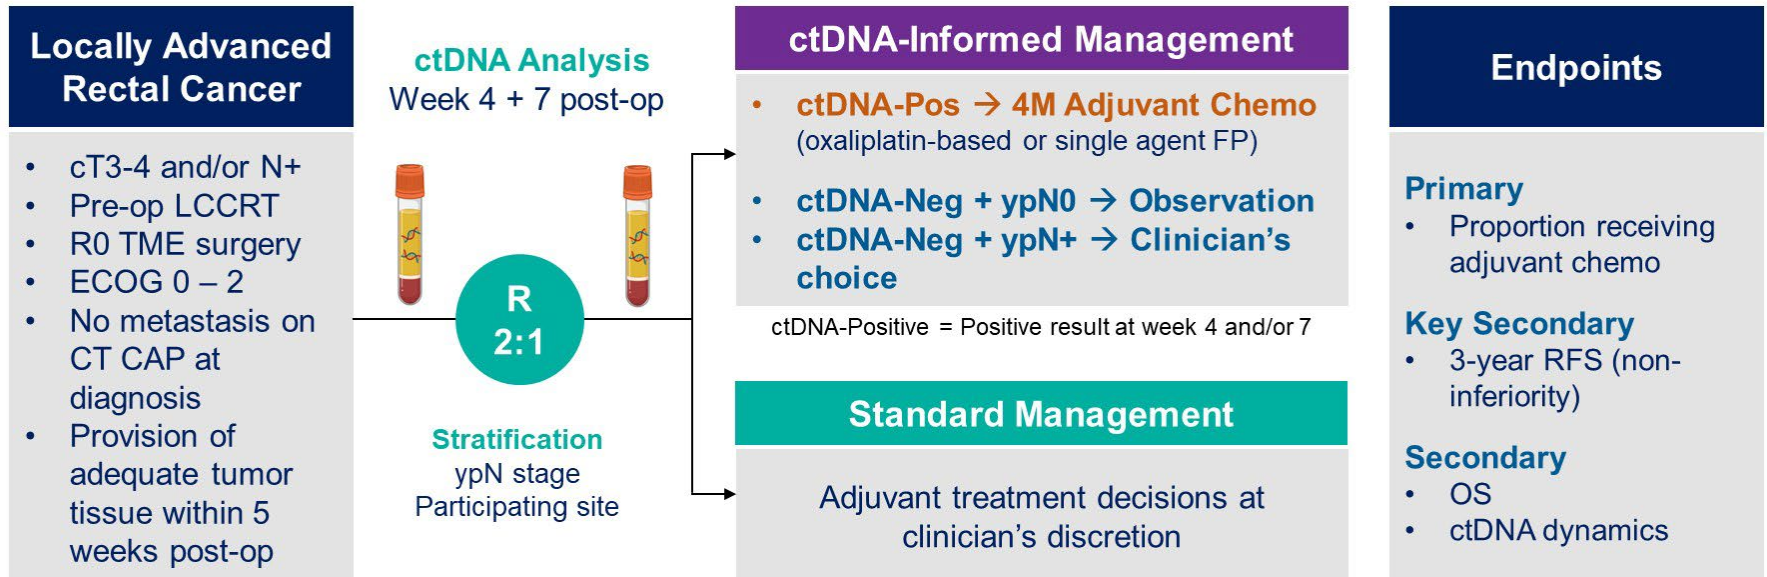 Locally Advanced
Rectal Cancer
• cT3-4 and/or N+
• Pre-op LCCRT
• R0 TME surgery
• ECOG 0 – 2
• No metastasis on
CT CAP at
diagnosis
• Provision of
adequate tumor
tissue within 5
weeks post-op
ctDNA Analysis
Week 4 + 7 post-op
R
2:1
Stratification
ypN stage
Participating site
ctDNA-Informed Management
• ctDNA-Pos → 4M Adjuvant Chemo
(oxaliplatin-based or single agent FP)
• ctDNA-Neg + ypN0 → Observation
• ctDNA-Neg + ypN+ → Clinician’s
choice
ctDNA-Positive = Positive result at week 4 and/or 7
Standard Management
Adjuvant treatment decisions at
clinician’s discretion
Endpoints
Primary
• Proportion receiving
adjuvant chemo
Key Secondary
• 3-year RFS (non-
inferiority)
Secondary
• OS
• ctDNA dynamics